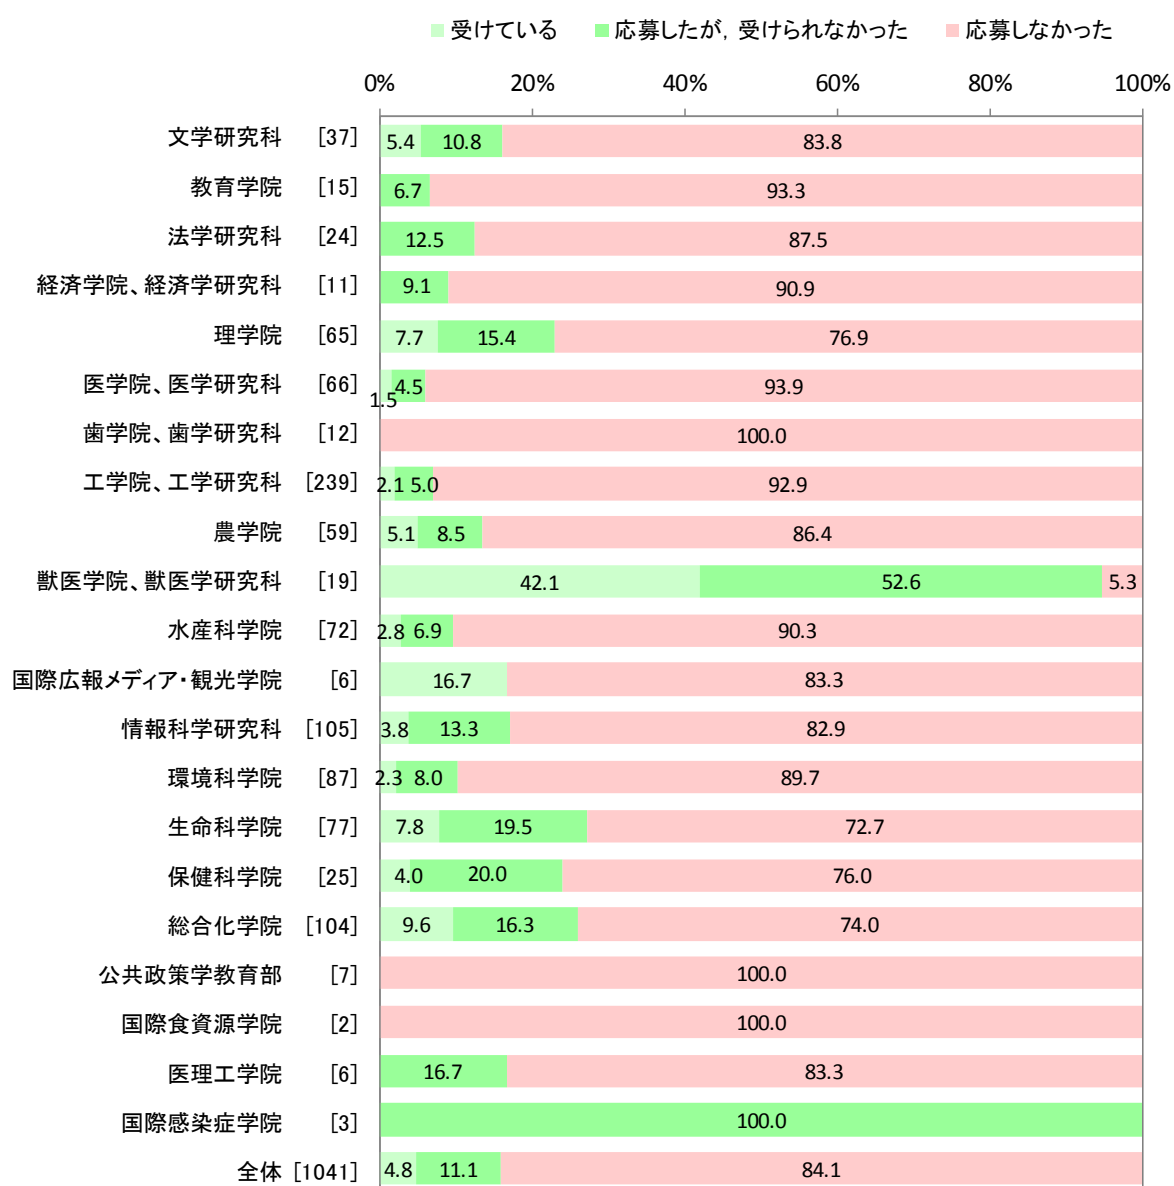 受けている 応募したが，受けられなかった 応募しなかった
0% 20% 40% 60% 80% 100%
文学研究科 [37] 5.4 10.8 83.8
教育学院 [15] 6.7 93.3
法学研究科 [24] 12.5 87.5
経済学院、経済学研究科 [11] 9.1 90.9
理学院 [65] 7.7 15.4 76.9
医学院、医学研究科 [66] 1.5 4.5 93.9
歯学院、歯学研究科 [12] 100.0
工学院、工学研究科 [239] 2.1 5.0 92.9
農学院 [59] 5.1 8.5 86.4
獣医学院、獣医学研究科 [19] 42.1 52.6 5.3
水産科学院 [72] 2.8 6.9 90.3
国際広報メディア・観光学院 [6] 16.7 83.3
情報科学研究科 [105] 3.8 13.3 82.9
環境科学院 [87] 2.3 8.0 89.7
生命科学院 [77] 7.8 19.5 72.7
保健科学院 [25] 4.0 20.0 76.0
総合化学院 [104] 9.6 16.3 74.0
公共政策学教育部 [7] 100.0
国際食資源学院 [2] 100.0
医理工学院 [6] 16.7 83.3
国際感染症学院 [3] 100.0
全体 [1041] 4.8 11.1 84.1